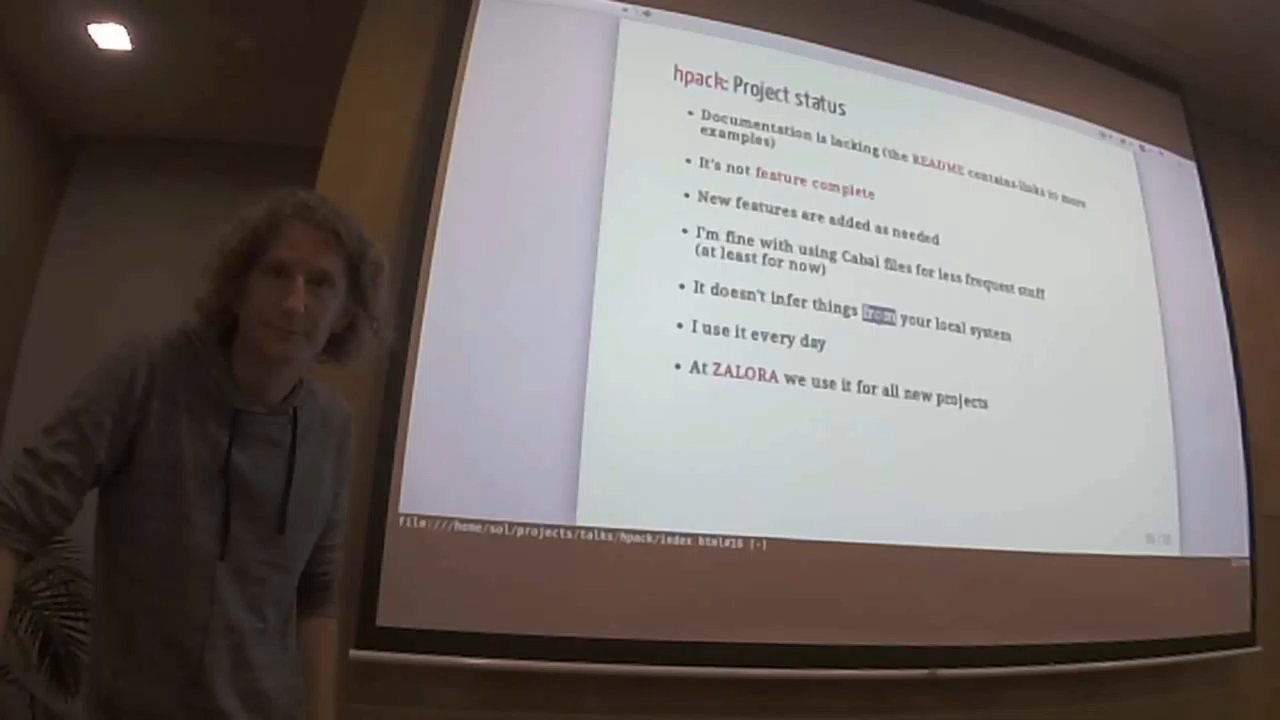 hpack: Project status
• Documentation is lacking (the README contains links to more
examples)
• It's not feature complete
• New features are added as needed
• I'm fine with using Cabal files for less frequest stuff
(at least for now)
• It doesn't infer things from your local system
• I use it every day
• At ZALORA we use it for all new projects
file:///home/sol/projects/talks/hpack/index.html#16 [-]